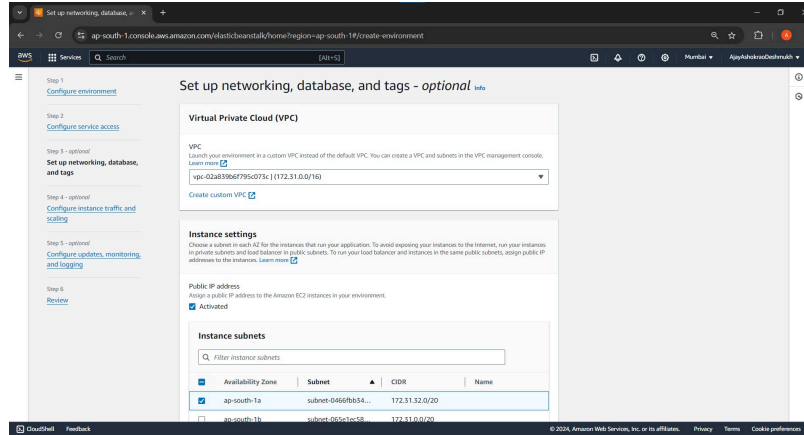 Set up networking, database, a
ap-south-1.console.aws.amazon.com/elasticbeanstalk/home?region=ap-south-1#/create-environment
aws
Services
Search
[Alt+S]
Mumbai
AjayAshokraoDeshmukh
Step 1
Configure environment
Step 2
Configure service access
Step 3 - optional
Set up networking, database,
and tags
Step 4 - optional
Configure instance traffic and
scaling
Step 5 - optional
Configure updates, monitoring,
and logging
Step 6
Review
Set up networking, database, and tags - optional Info
Virtual Private Cloud (VPC)
VPC
Launch your environment in a custom VPC instead of the default VPC. You can create a VPC and subnets in the VPC management console.
Learn more
vpc-02a839b6f795c073c | (172.31.0.0/16)
Create custom VPC
Instance settings
Choose a subnet in each AZ for the instances that run your application. To avoid exposing your instances to the Internet, run your instances
in private subnets and load balancer in public subnets. To run your load balancer and instances in the same public subnets, assign public IP
addresses to the instances. Learn more
Public IP address
Assign a public IP address to the Amazon EC2 instances in your environment.
Activated
Instance subnets
Filter instance subnets
Availability Zone Subnet CIDR Name
ap-south-1a subnet-0466fbb34... 172.31.32.0/20
ap-south-1b subnet-065e1ec58... 172.31.0.0/20
CloudShell Feedback © 2024, Amazon Web Services, Inc. or its affiliates. Privacy Terms Cookie preferences